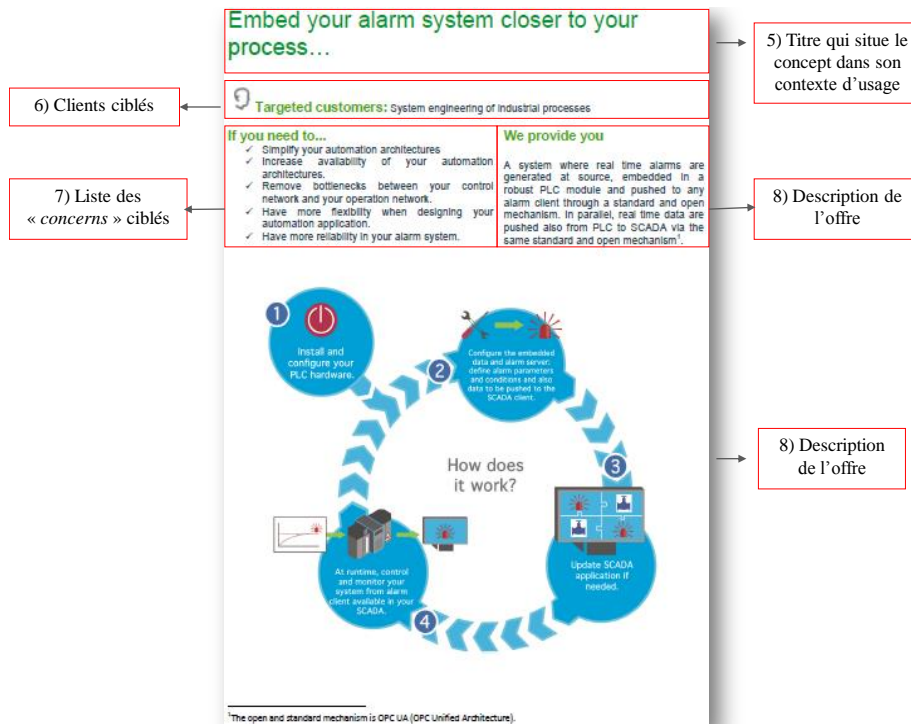 Embed your alarm system closer to your
process…
5) Titre qui situe le
concept dans son
contexte d’usage
6) Clients ciblés
Targeted customers: System engineering of industrial processes
If you need to...
✓ Simplify your automation architectures
✓ Increase availability of your automation
architectures.
✓ Remove bottlenecks between your control
network and your operation network.
✓ Have more flexibility when designing your
automation application.
✓ Have more reliability in your alarm system.
7) Liste des
« concerns » ciblés
We provide you
A system where real time alarms are
generated at source, embedded in a
robust PLC module and pushed to any
alarm client through a standard and open
mechanism. In parallel, real time data are
pushed also from PLC to SCADA via the
same standard and open mechanism¹.
8) Description de
l’offre
1
Install and
configure your
PLC hardware.
2
Configure the embedded
data and alarm server:
define alarm parameters
and conditions and also
data to be pushed to the
SCADA client.
How does
it work?
3
Update SCADA
application if
needed.
8) Description
de l’offre
At runtime, control
and monitor your
system from alarm
client available in your
SCADA.
4
¹The open and standard mechanism is OPC UA (OPC Unified Architecture).